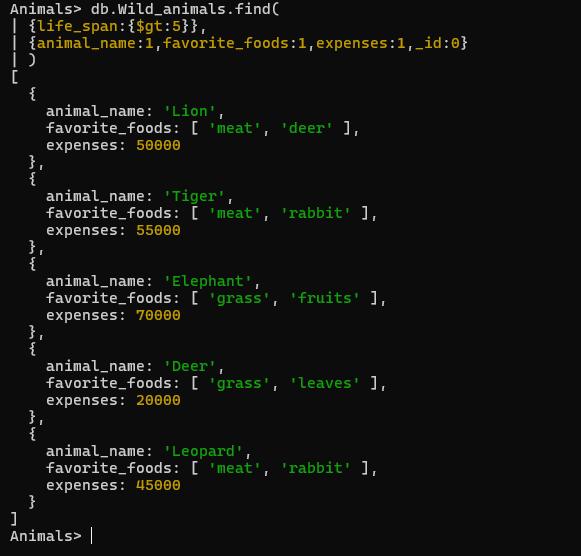 Animals> db.Wild_animals.find(
| {life_span:{$gt:5}},
| {animal_name:1,favorite_foods:1,expenses:1,_id:0}
| )
[
  {
    animal_name: 'Lion',
    favorite_foods: [ 'meat', 'deer' ],
    expenses: 50000
  },
  {
    animal_name: 'Tiger',
    favorite_foods: [ 'meat', 'rabbit' ],
    expenses: 55000
  },
  {
    animal_name: 'Elephant',
    favorite_foods: [ 'grass', 'fruits' ],
    expenses: 70000
  },
  {
    animal_name: 'Deer',
    favorite_foods: [ 'grass', 'leaves' ],
    expenses: 20000
  },
  {
    animal_name: 'Leopard',
    favorite_foods: [ 'meat', 'rabbit' ],
    expenses: 45000
  }
]
Animals>